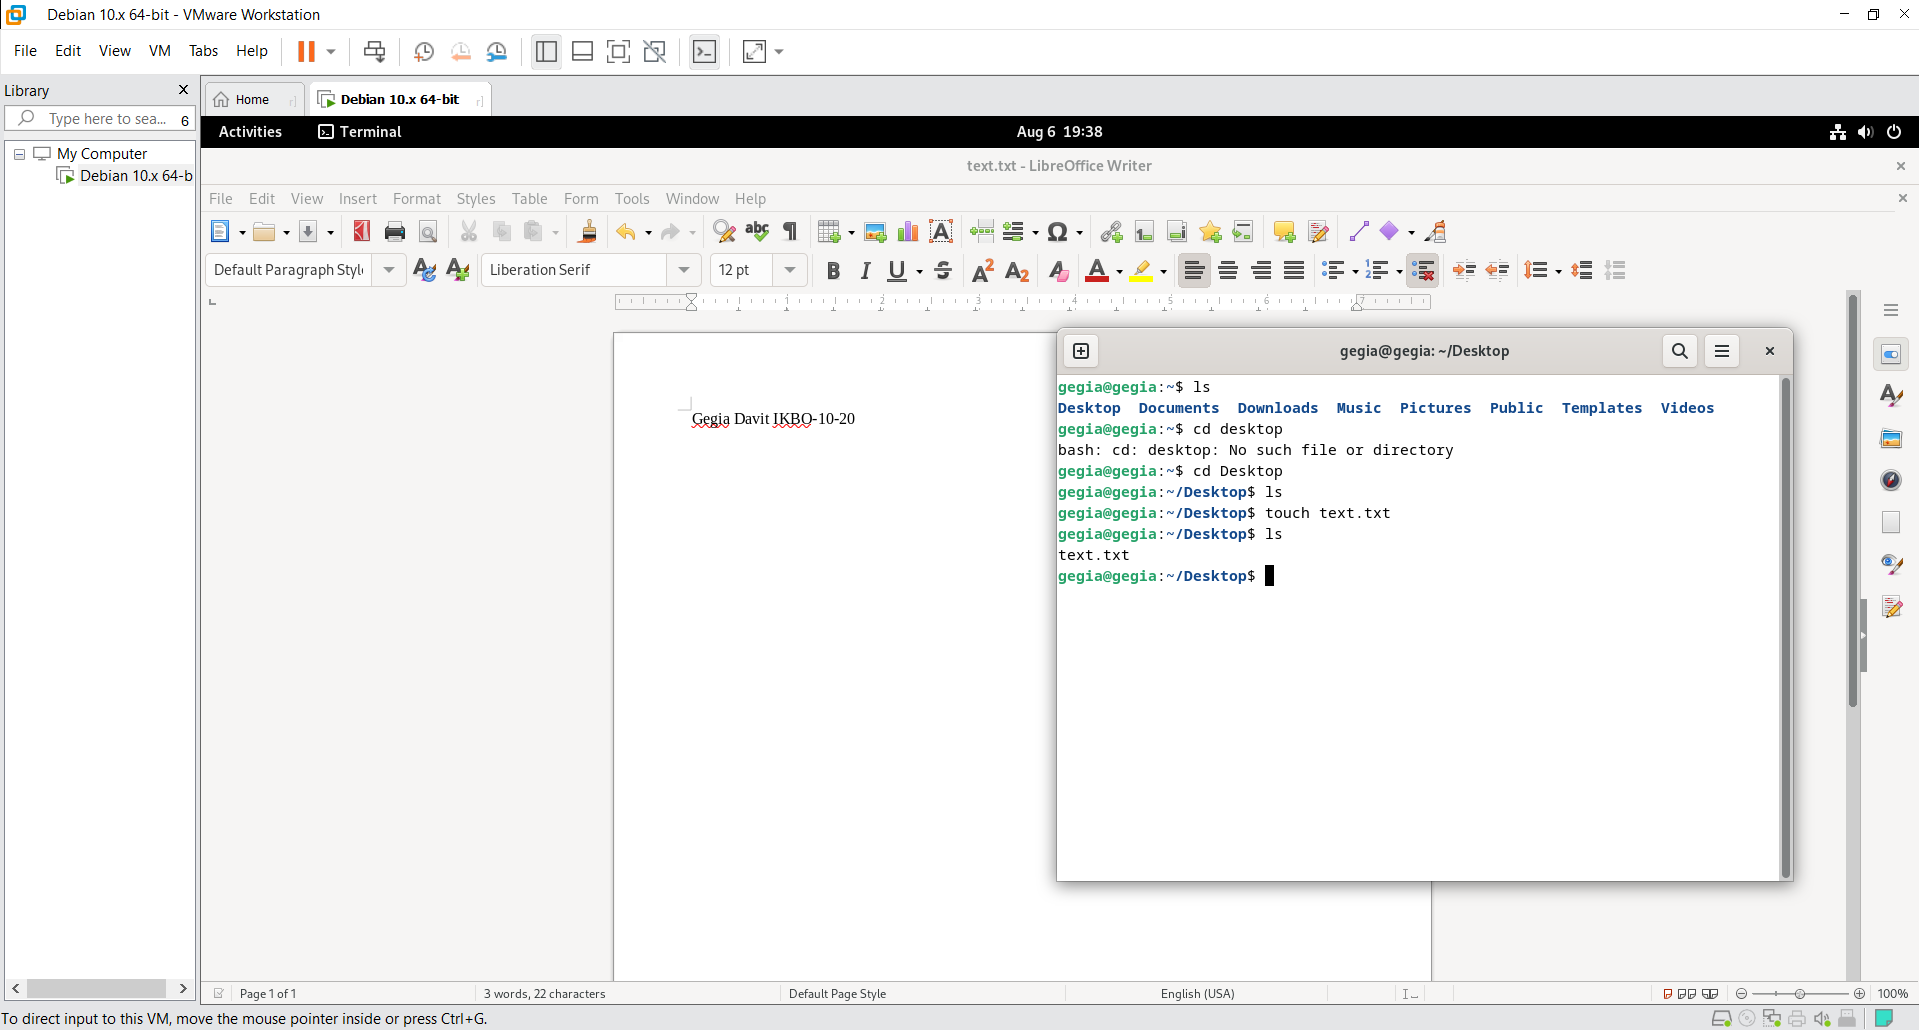 Debian 10.x 64-bit - VMware Workstation
File Edit View VM Tabs Help
Library
Type here to sea... 6
My Computer
Debian 10.x 64-b
Home
Debian 10.x 64-bit
Activities Terminal Aug 6 19:38
text.txt - LibreOffice Writer
File Edit View Insert Format Styles Table Form Tools Window Help
Default Paragraph Style Liberation Serif 12 pt
1 2 3 4 5 6 7
Gegia Davit IKBO-10-20
gegia@gegia: ~/Desktop
gegia@gegia:~$ ls
Desktop Documents Downloads Music Pictures Public Templates Videos
gegia@gegia:~$ cd desktop
bash: cd: desktop: No such file or directory
gegia@gegia:~$ cd Desktop
gegia@gegia:~/Desktop$ ls
gegia@gegia:~/Desktop$ touch text.txt
gegia@gegia:~/Desktop$ ls
text.txt
gegia@gegia:~/Desktop$
Page 1 of 1 3 words, 22 characters Default Page Style English (USA) 100%
To direct input to this VM, move the mouse pointer inside or press Ctrl+G.